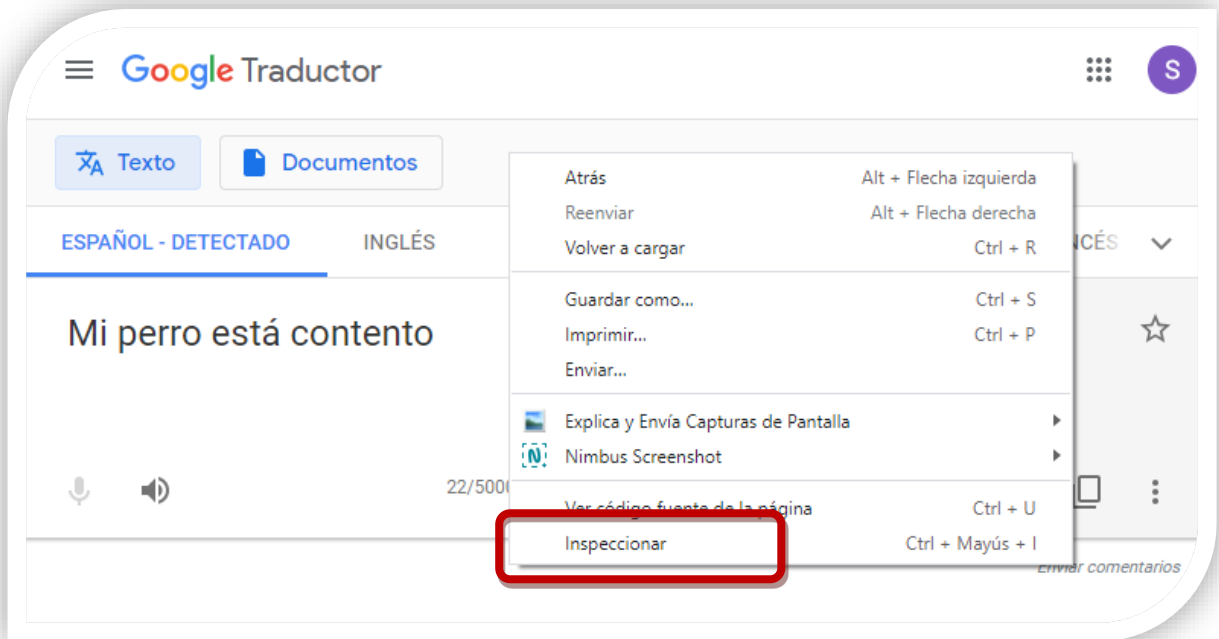 Google Traductor
S
Texto
Documentos
ESPAÑOL - DETECTADO
INGLÉS
NCÉS
Mi perro está contento
22/5000
Atrás Alt + Flecha izquierda
Reenviar Alt + Flecha derecha
Volver a cargar Ctrl + R
Guardar como... Ctrl + S
Imprimir... Ctrl + P
Enviar...
Explica y Envía Capturas de Pantalla
Nimbus Screenshot
Ver código fuente de la página Ctrl + U
Inspeccionar Ctrl + Mayús + I
Enviar comentarios